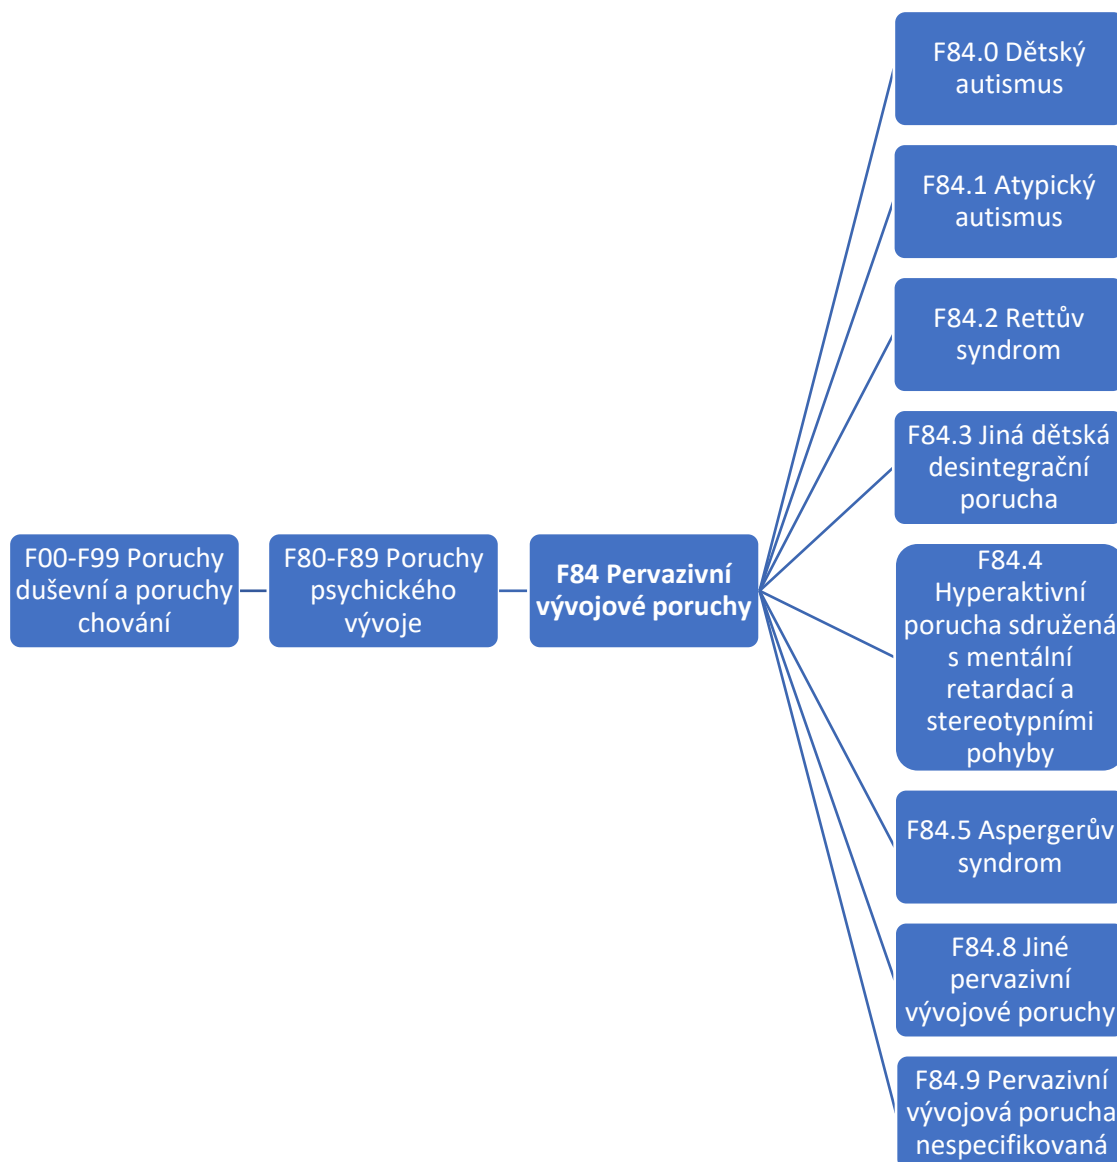 F00-F99 Poruchy
duševní a poruchy
chování
F80-F89 Poruchy
psychického
vývoje
F84 Pervazivní
vývojové poruchy
F84.0 Dětský
autismus
F84.1 Atypický
autismus
F84.2 Rettův
syndrom
F84.3 Jiná dětská
desintegrační
porucha
F84.4
Hyperaktivní
porucha sdružená
s mentální
retardací a
stereotypními
pohyby
F84.5 Aspergerův
syndrom
F84.8 Jiné
pervazivní
vývojové poruchy
F84.9 Pervazivní
vývojová porucha
nespecifikovaná